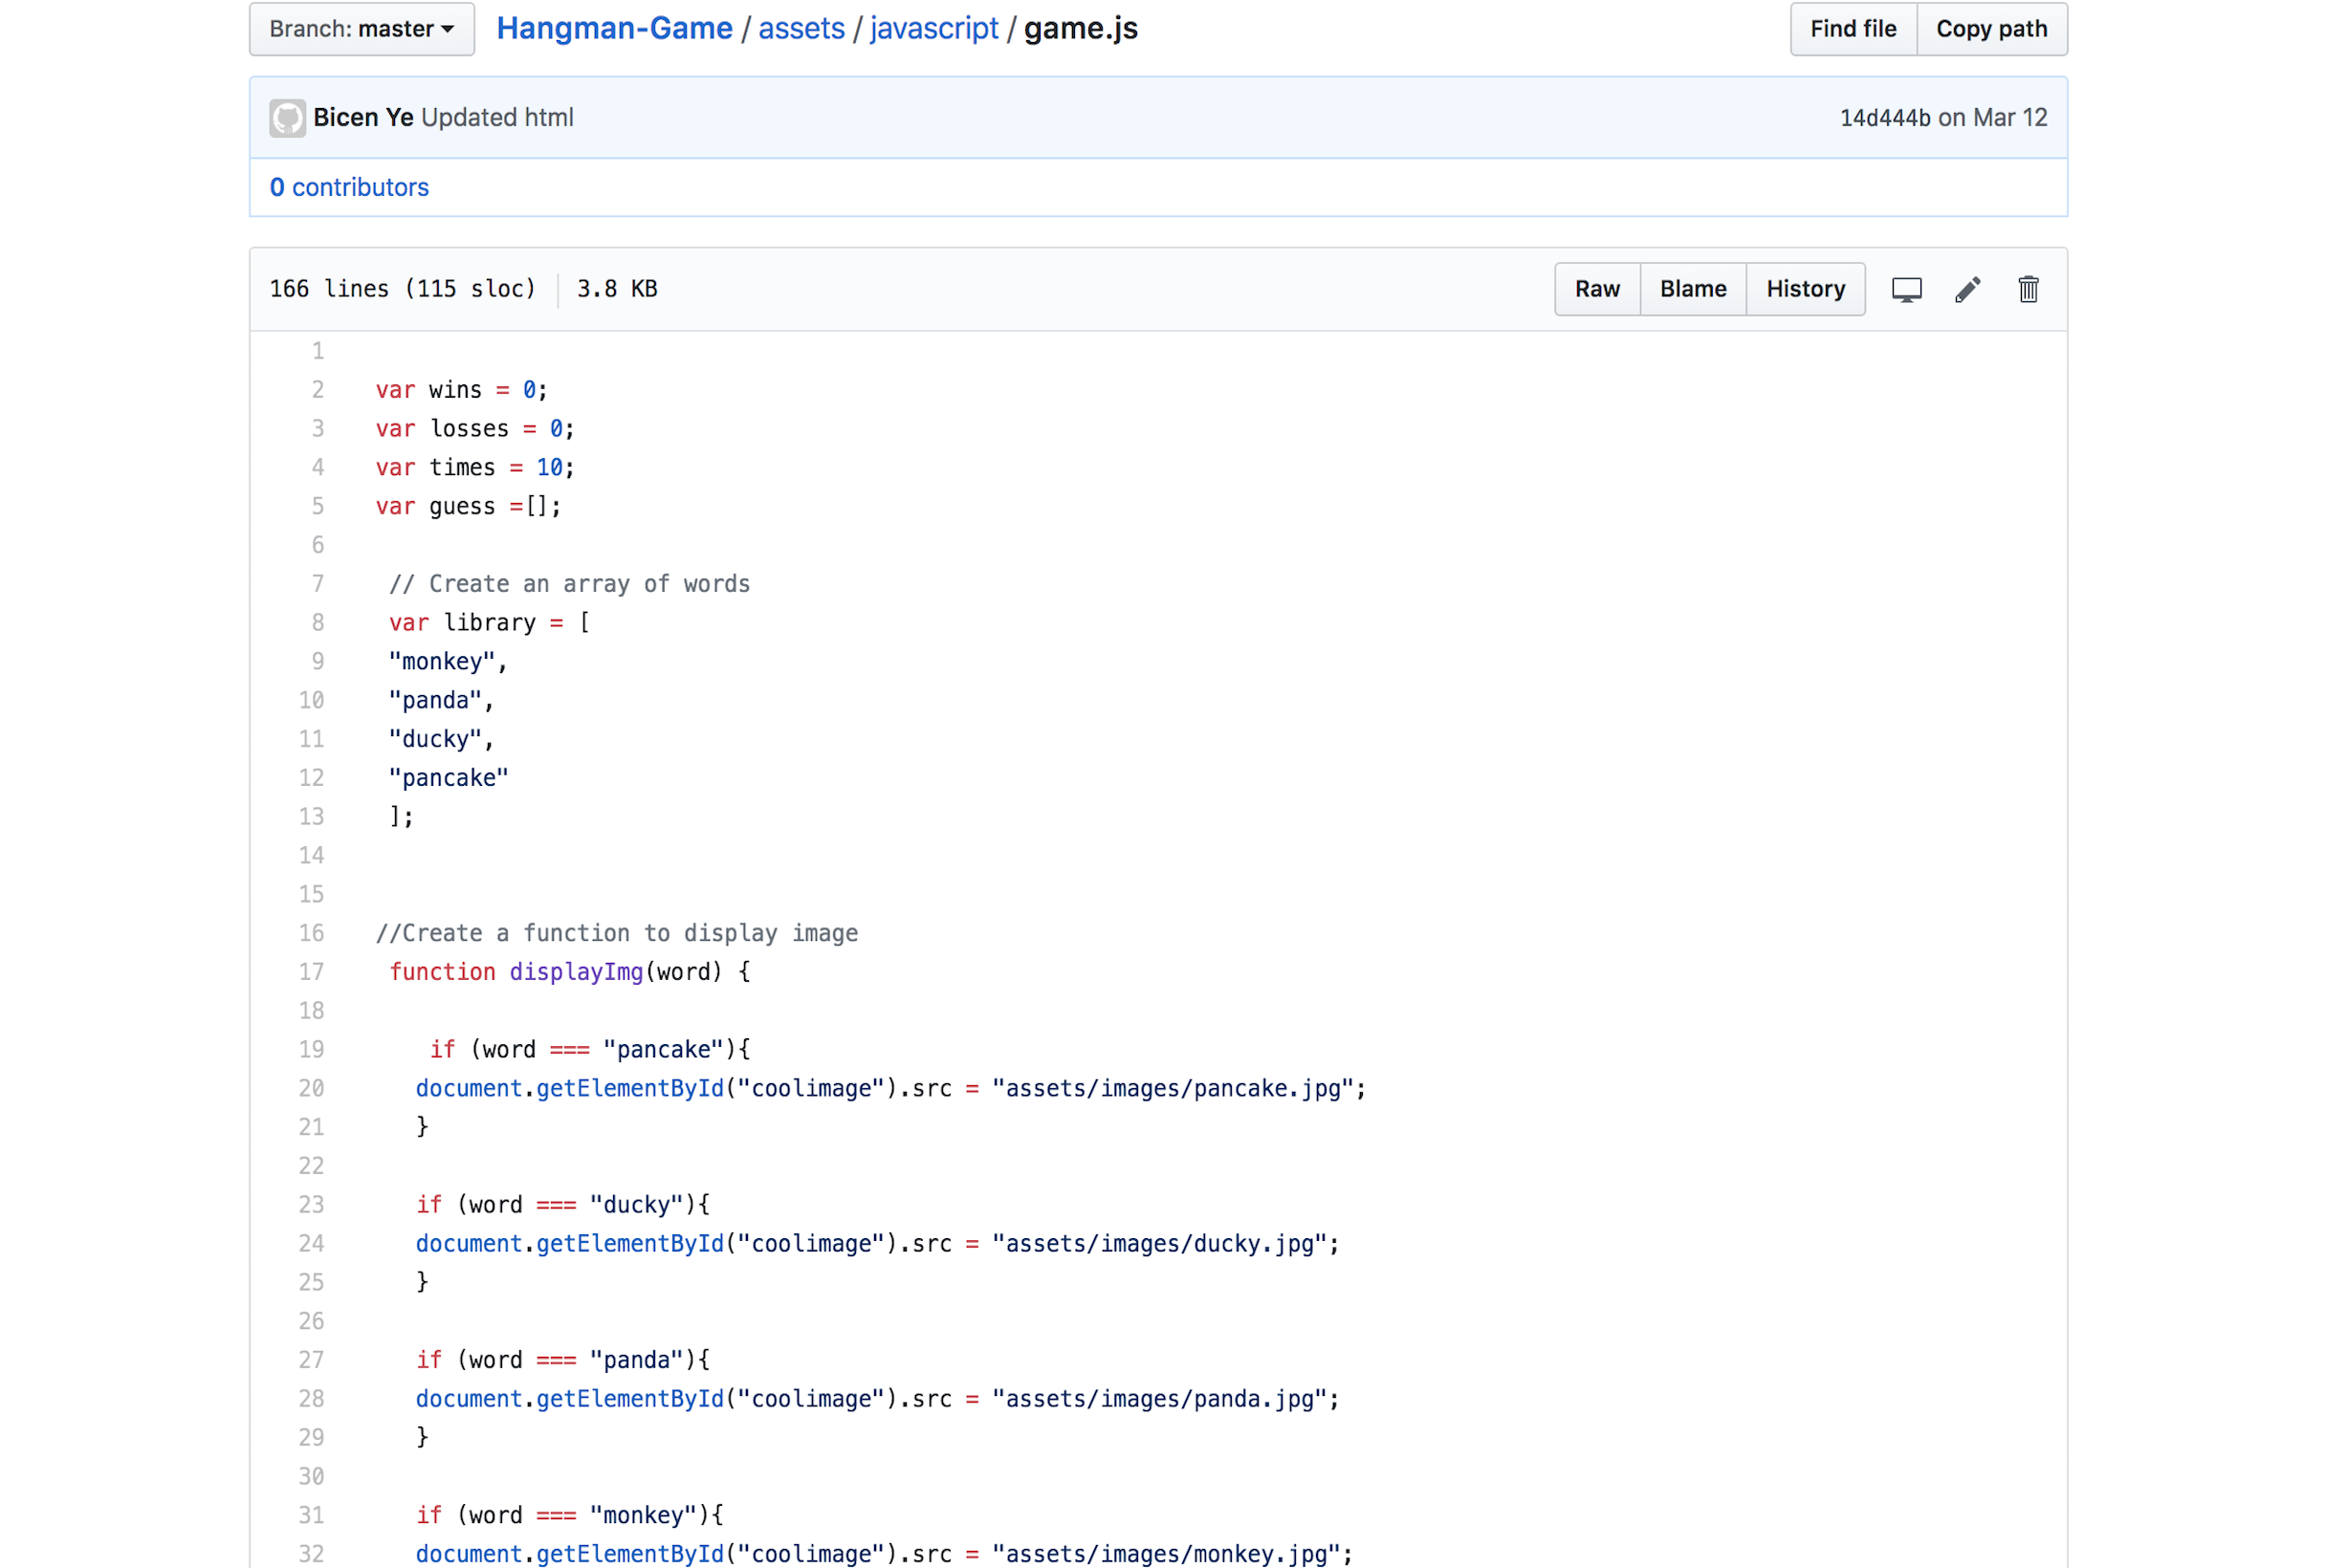 Branch: master Hangman-Game / assets / javascript / game.js Find file Copy path
Bicen Ye Updated html 14d444b on Mar 12
0 contributors
166 lines (115 sloc) 3.8 KB Raw Blame History
1
2 var wins = 0;
3 var losses = 0;
4 var times = 10;
5 var guess =[];
6
7 // Create an array of words
8 var library = [
9 "monkey",
10 "panda",
11 "ducky",
12 "pancake"
13 ];
14
15
16 //Create a function to display image
17 function displayImg(word) {
18
19 if (word === "pancake"){
20 document.getElementById("coolimage").src = "assets/images/pancake.jpg";
21 }
22
23 if (word === "ducky"){
24 document.getElementById("coolimage").src = "assets/images/ducky.jpg";
25 }
26
27 if (word === "panda"){
28 document.getElementById("coolimage").src = "assets/images/panda.jpg";
29 }
30
31 if (word === "monkey"){
32 document.getElementById("coolimage").src = "assets/images/monkey.jpg";